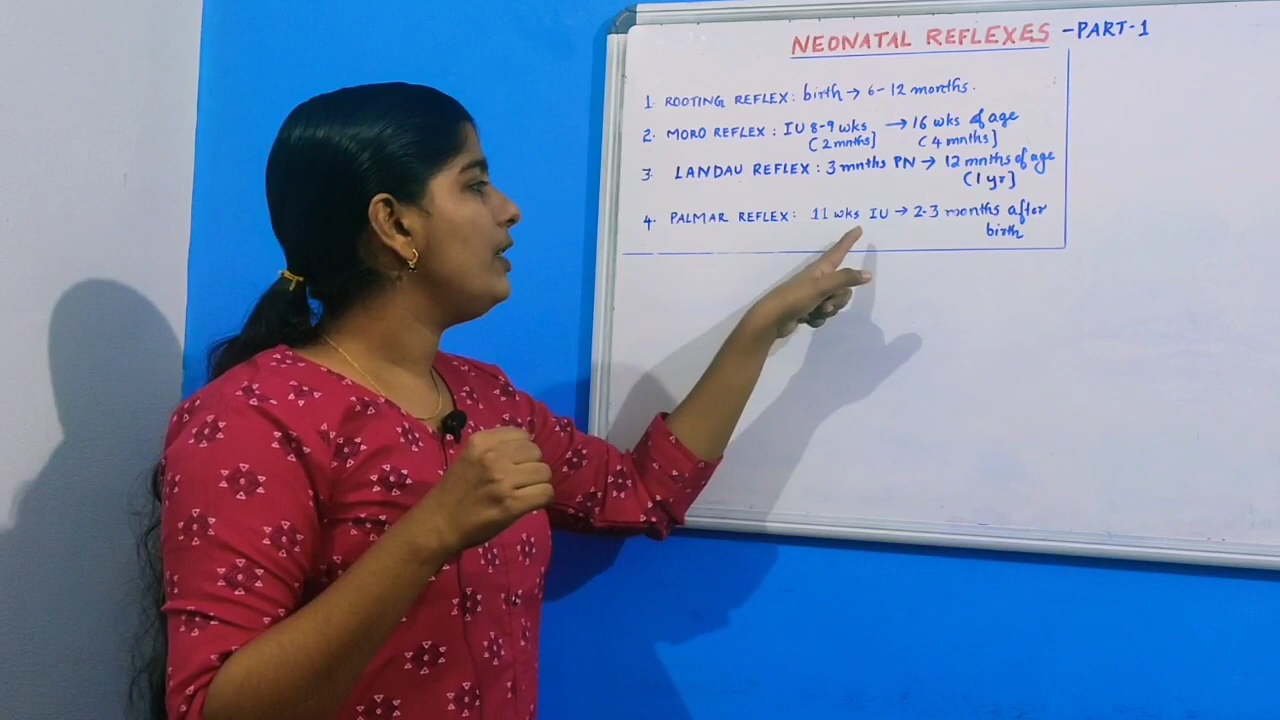 NEONATAL REFLEXES -PART-1
1. ROOTING REFLEX: birth → 6-12 months.
2. MORO REFLEX: IU 8-9 wks → 16 wks of age
(2 mnths] (4 mnths]
3. LANDAU REFLEX: 3 mnths PN → 12 mnths of age
(1 yr]
4. PALMAR REFLEX: 11 wks IU → 2-3 months after
birth